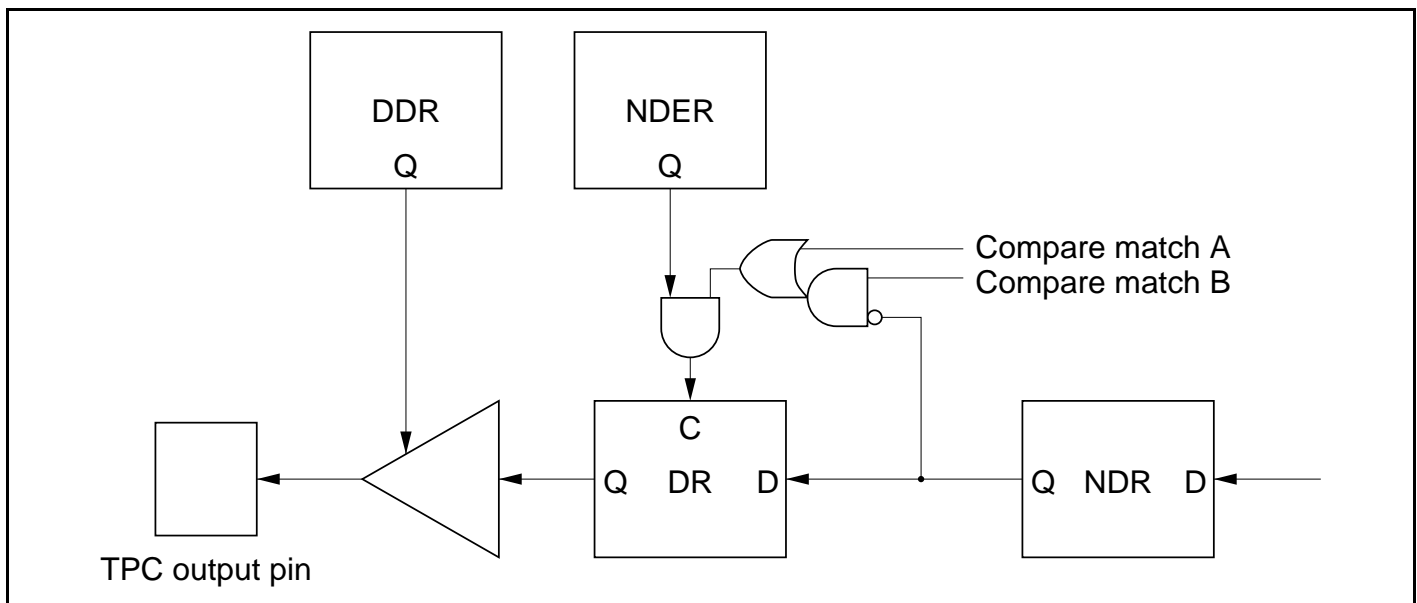 DDR
Q
NDER
Q
Compare match A
Compare match B
C
Q DR D
Q NDR D
TPC output pin